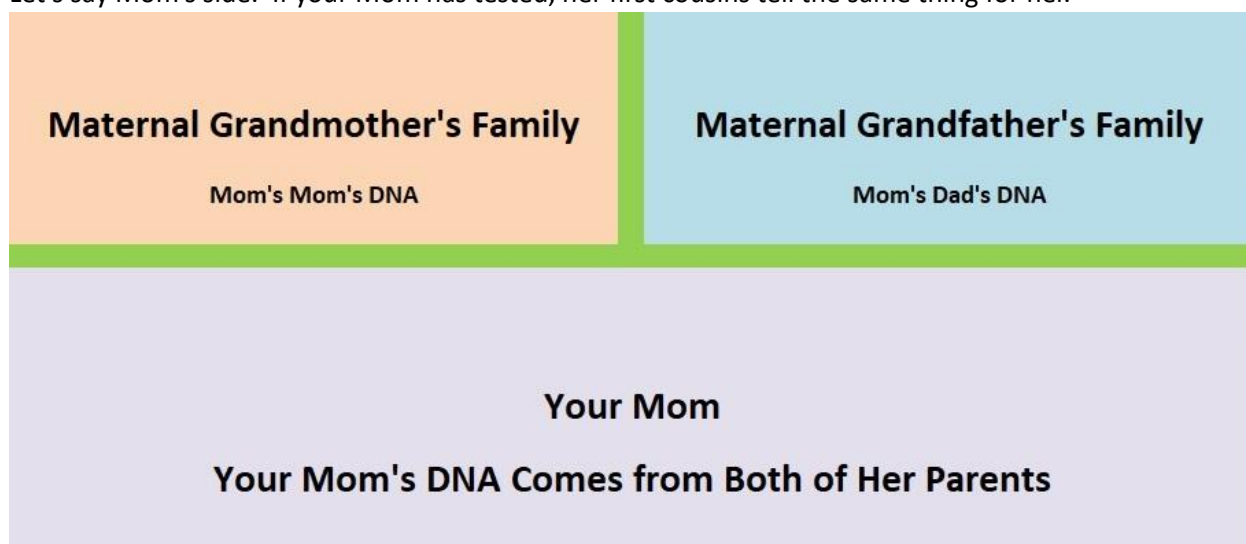 Let's say Mom's side. If your Mom has tested, her first cousins tell the same thing for her.
Maternal Grandmother's Family
Mom's Mom's DNA
Maternal Grandfather's Family
Mom's Dad's DNA
Your Mom
Your Mom's DNA Comes from Both of Her Parents